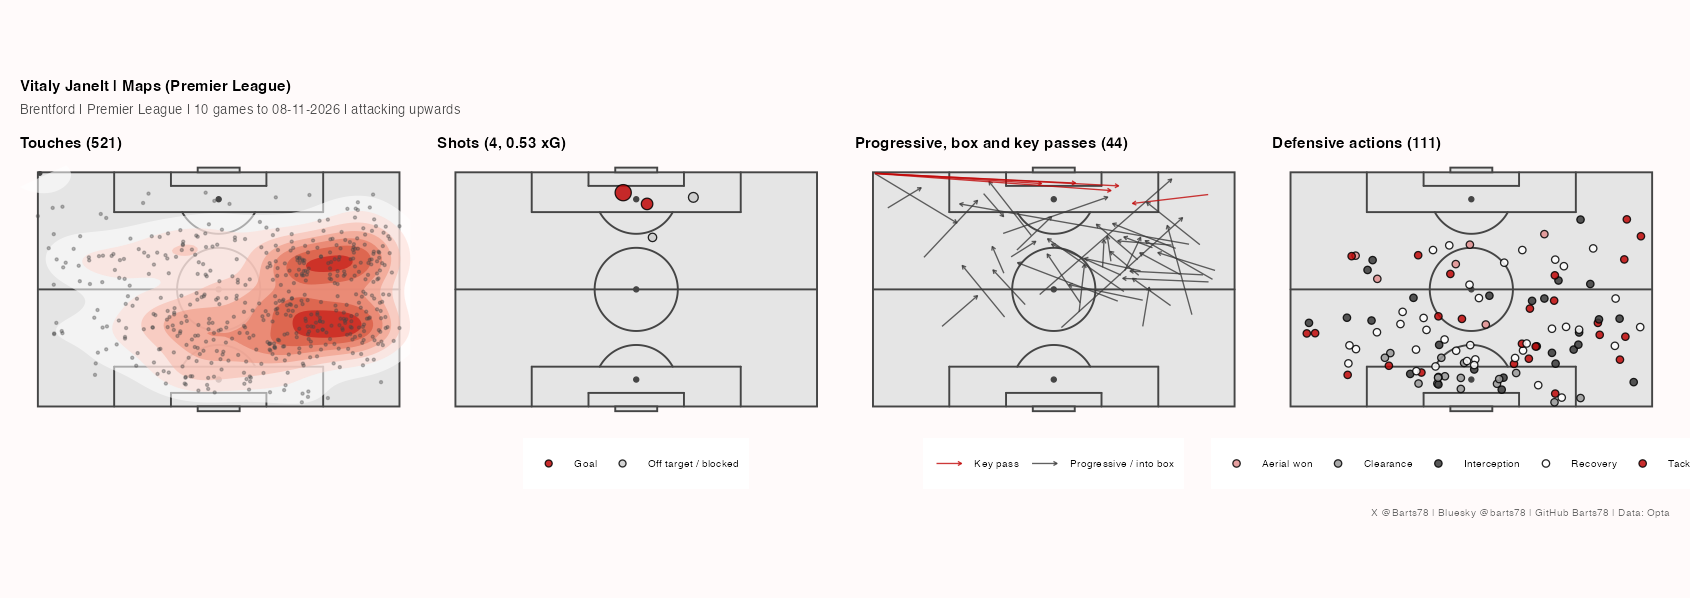 Vitaly Janelt | Maps (Premier League)
Brentford | Premier League | 10 games to 08-11-2026 | attacking upwards
Touches (521)
Shots (4, 0.53 xG)
Progressive, box and key passes (44)
Defensive actions (111)
Goal
Off target / blocked
Key pass
Progressive / into box
Aerial won
Clearance
Interception
Recovery
Tack
X @Barts78 | Bluesky @barts78 | GitHub Barts78 | Data: Opta